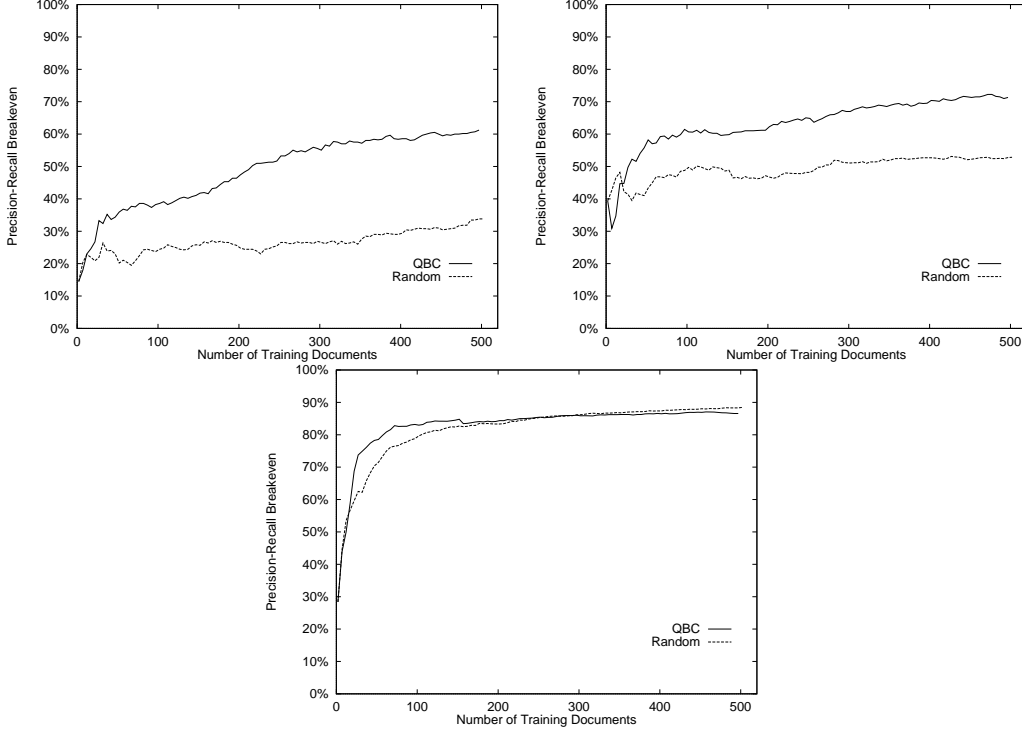 100%
90%
80%
70%
60%
50%
40%
30%
20%
10%
0%
0 100 200 300 400 500
Precision-Recall Breakeven
Number of Training Documents
QBC
Random
100%
90%
80%
70%
60%
50%
40%
30%
20%
10%
0%
0 100 200 300 400 500
Precision-Recall Breakeven
Number of Training Documents
QBC
Random
100%
90%
80%
70%
60%
50%
40%
30%
20%
10%
0%
0 100 200 300 400 500
Precision-Recall Breakeven
Number of Training Documents
QBC
Random